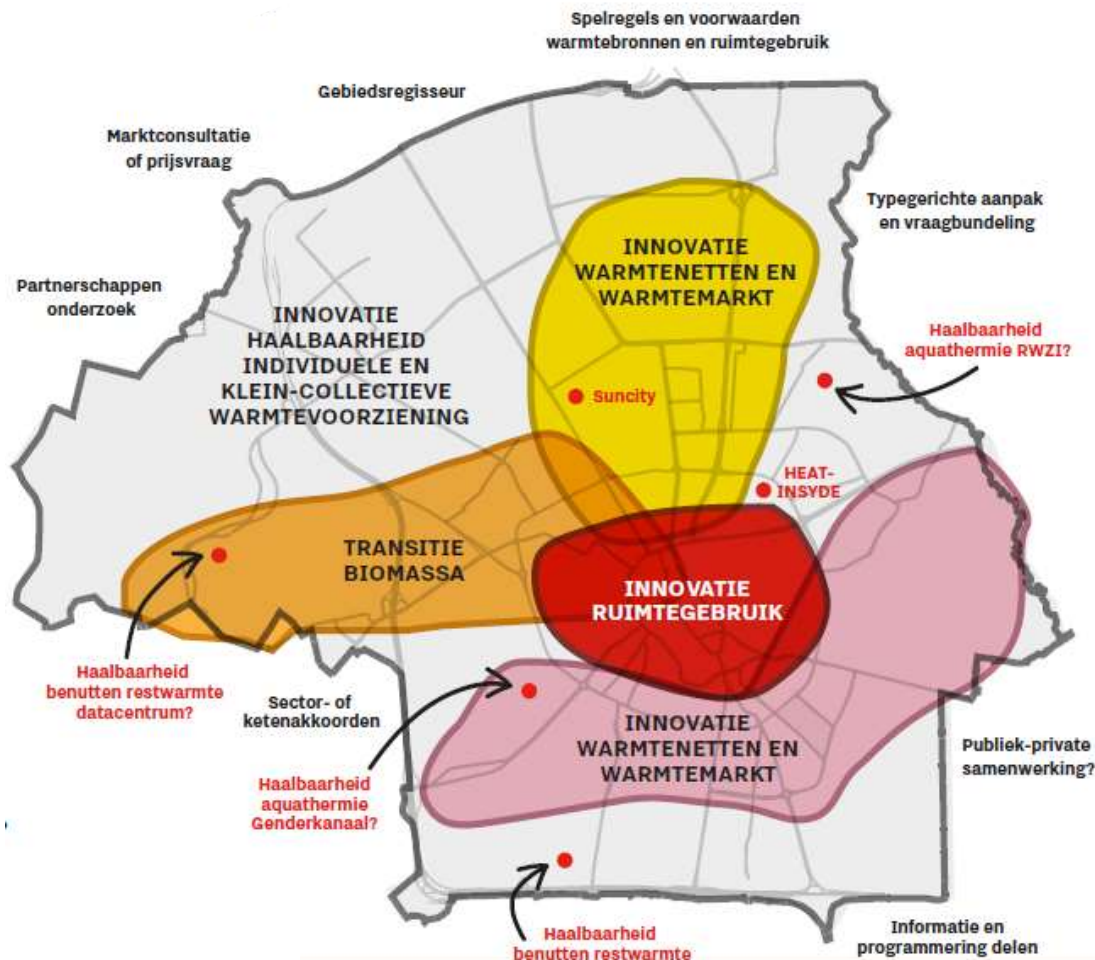 Spelregels en voorwaarden
warmtebronnen en ruimtegebruik
Gebiedsregisseur
Marktconsultatie
of prijsvraag
Typegerichte aanpak
en vraagbundeling
Partnerschappen
onderzoek
INNOVATIE
WARMTENETTEN EN
WARMTEMARKT
INNOVATIE
HAALBAARHEID
INDIVIDUELE EN
KLEIN-COLLECTIEVE
WARMTEVOORZIENING
Haalbaarheid
aquathermie RWZI?
Suncity
HEAT-
INSYDE
TRANSITIE
BIOMASSA
INNOVATIE
RUIMTEGEBRUIK
Haalbaarheid
benutten restwarmte
datacentrum?
Sector- of
ketenakkoorden
INNOVATIE
WARMTENETTEN EN
WARMTEMARKT
Publiek-private
samenwerking?
Haalbaarheid
aquathermie
Genderkanaal?
Haalbaarheid
benutten restwarmte
Informatie en
programmering delen